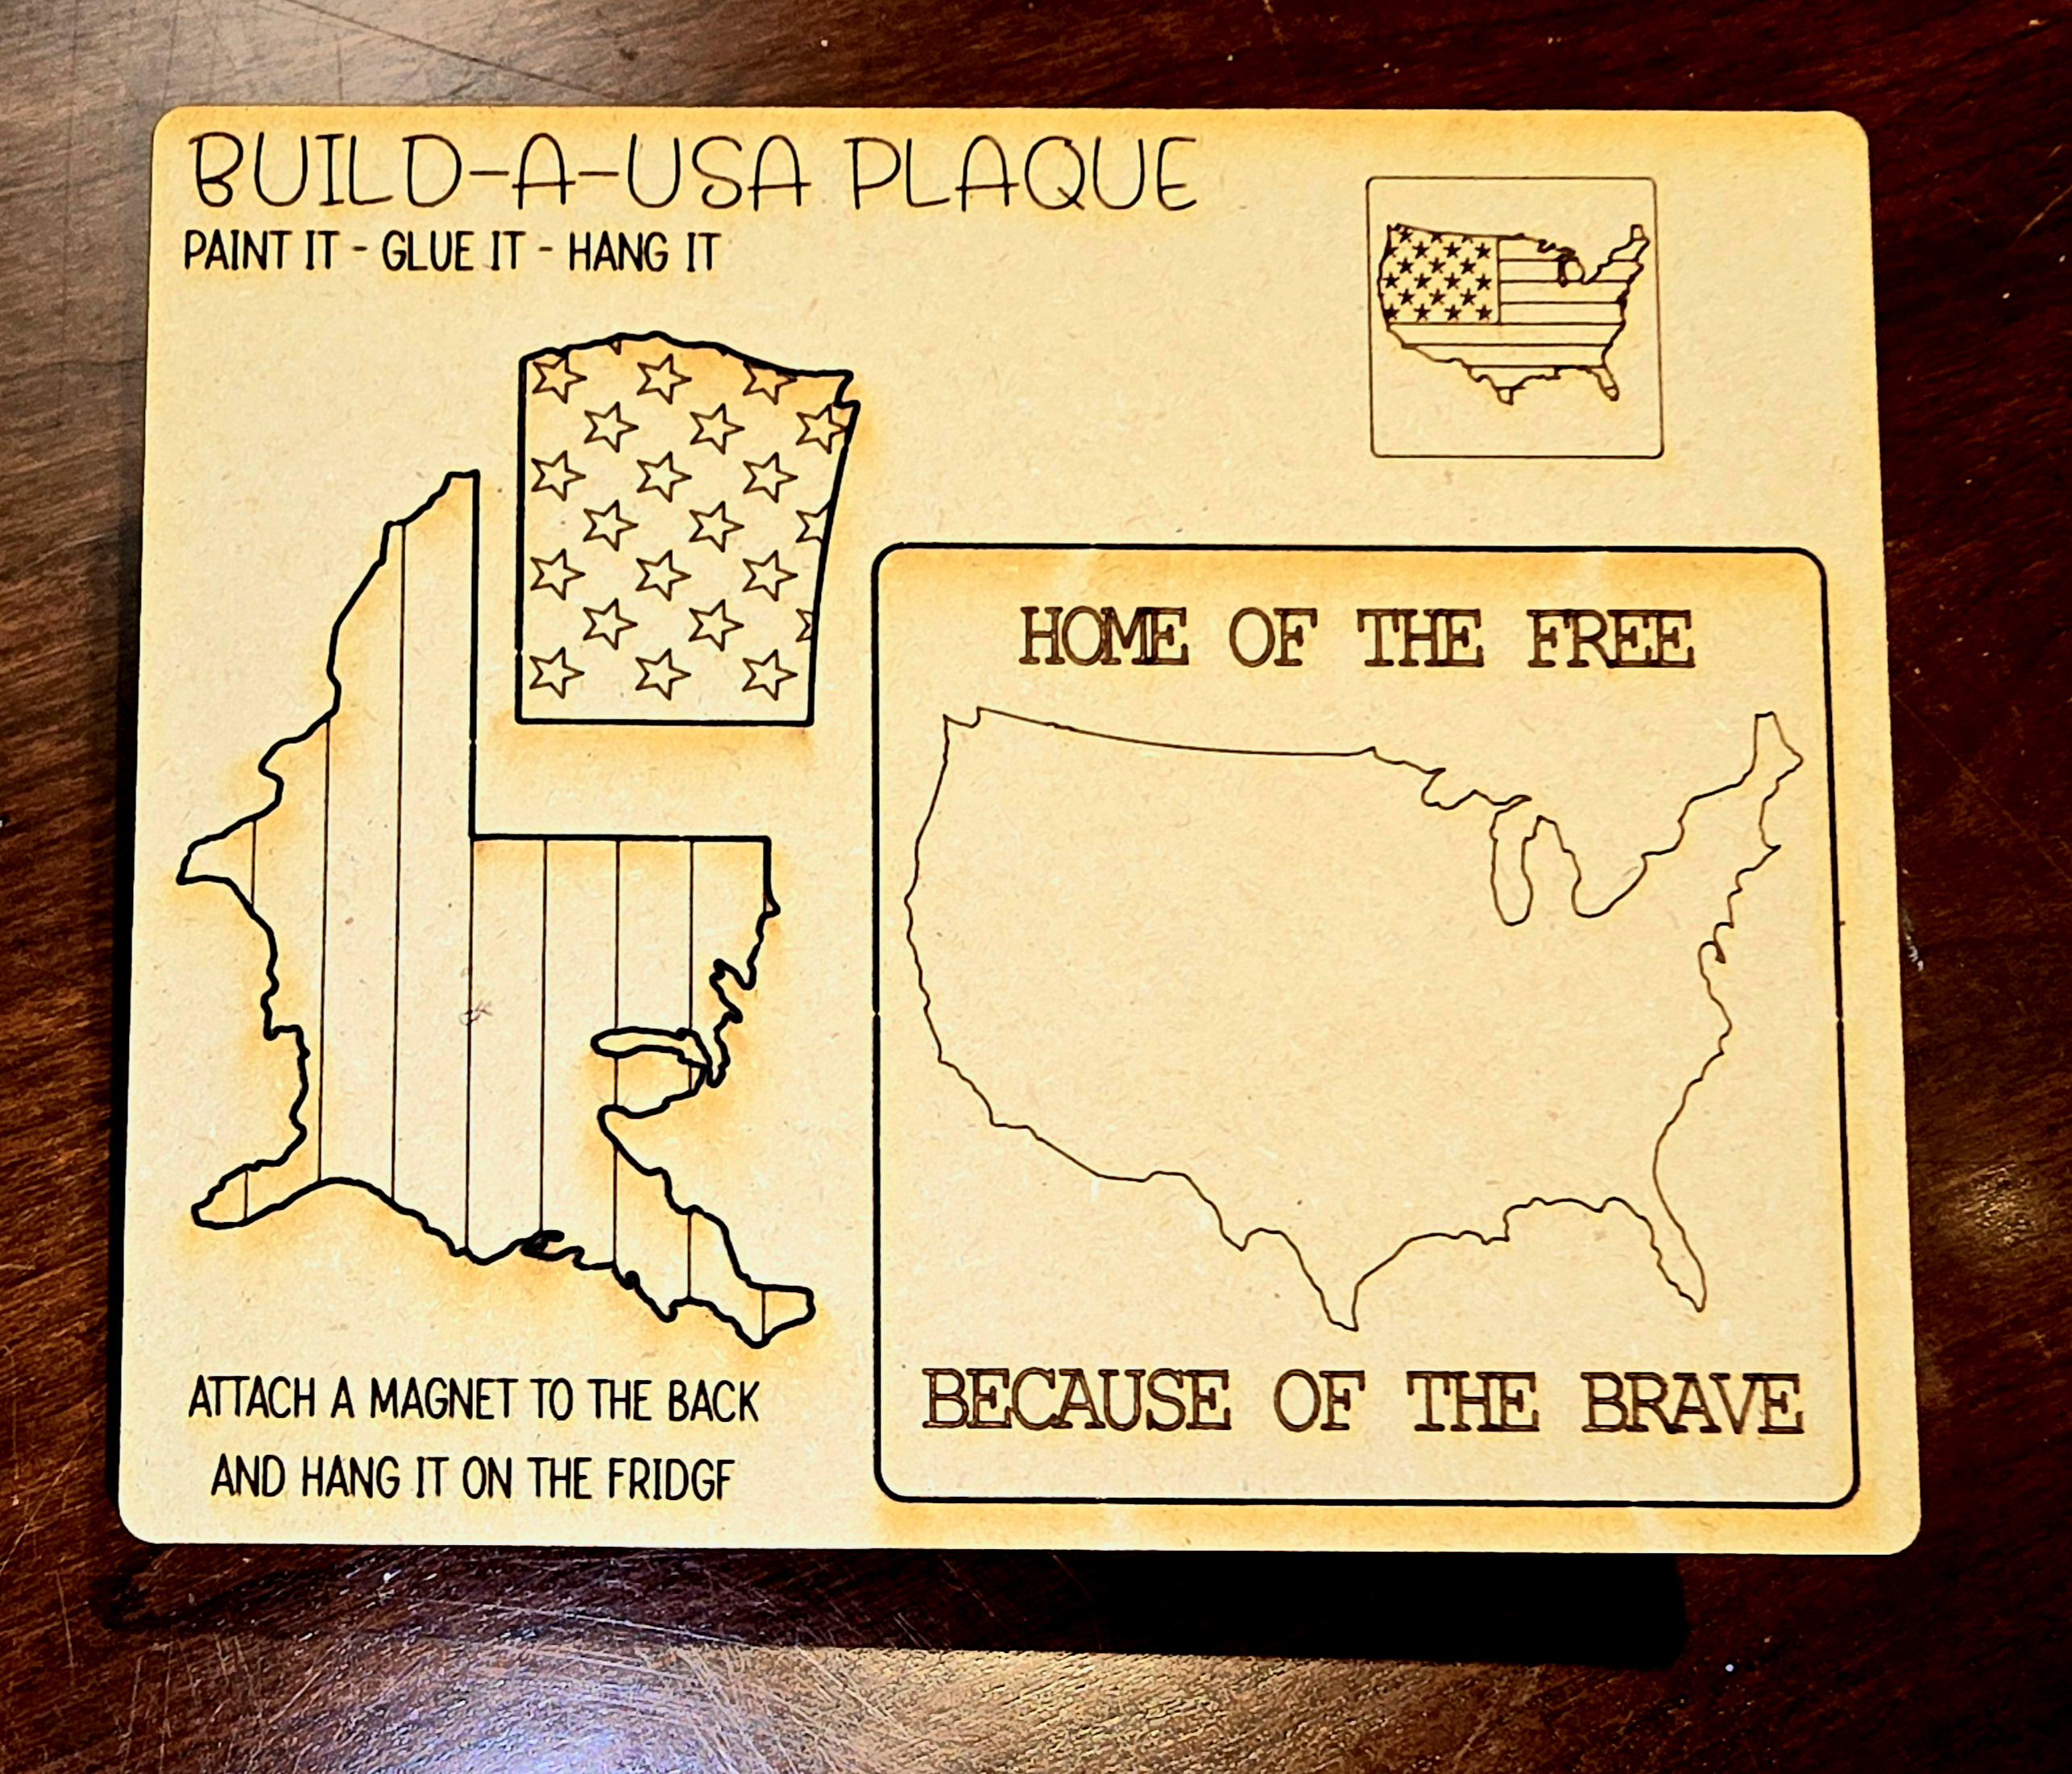 BUILD-A-USA PLAQUE
PAINT IT - GLUE IT - HANG IT
HOME OF THE FREE
BECAUSE OF THE BRAVE
ATTACH A MAGNET TO THE BACK
AND HANG IT ON THE FRIDGF